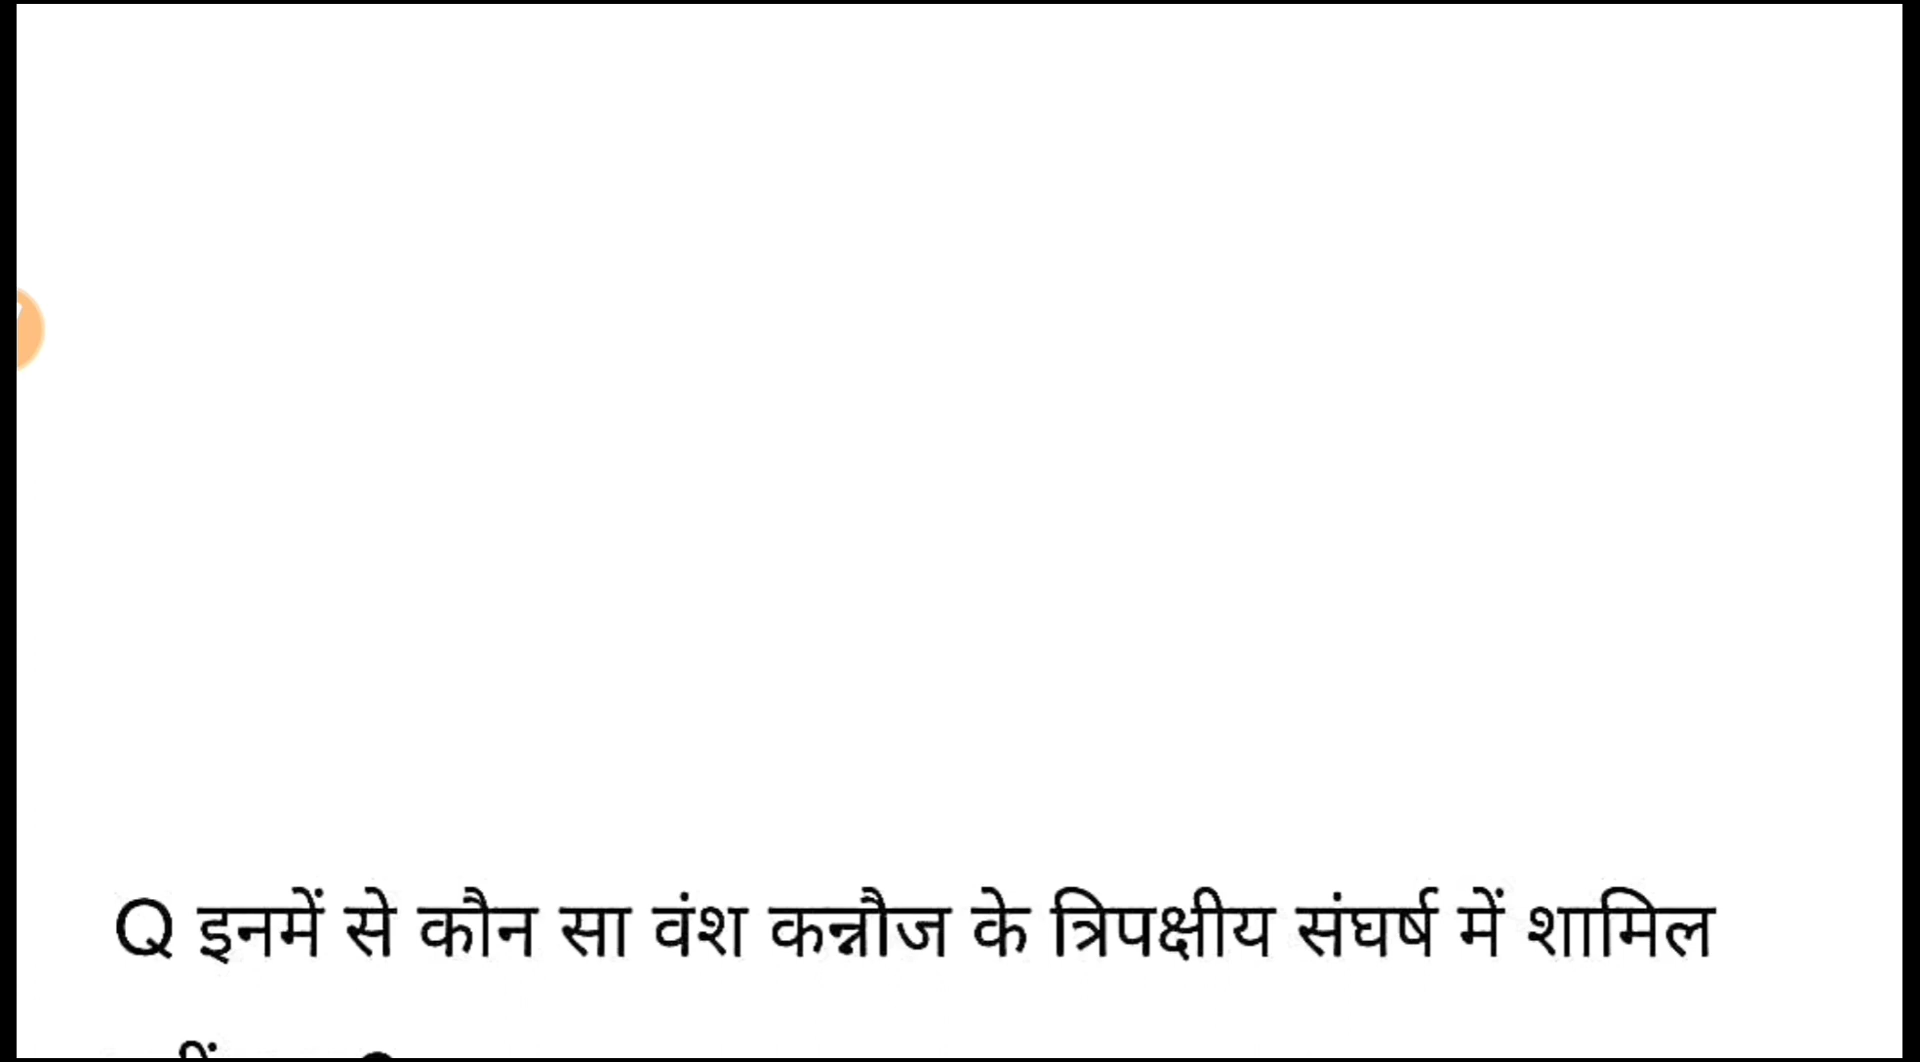 Q इनमें से कौन सा वंश कन्नौज के त्रिपक्षीय संघर्ष में शामिल